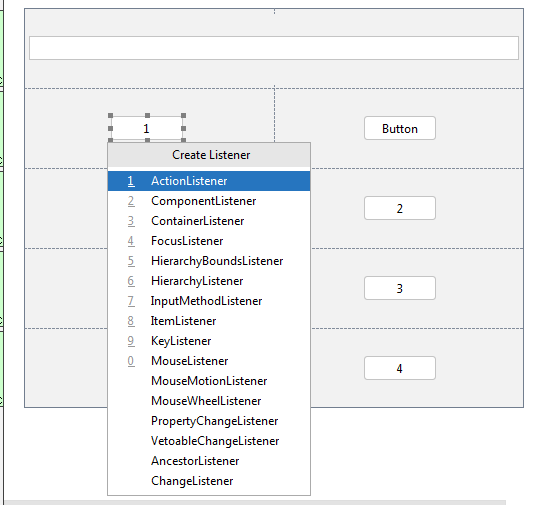 1
Button
Create Listener
1 ActionListener
2 ComponentListener
3 ContainerListener
4 FocusListener
5 HierarchyBoundsListener
6 HierarchyListener
7 InputMethodListener
8 ItemListener
9 KeyListener
0 MouseListener
MouseMotionListener
MouseWheelListener
PropertyChangeListener
VetoableChangeListener
AncestorListener
ChangeListener
2
3
4